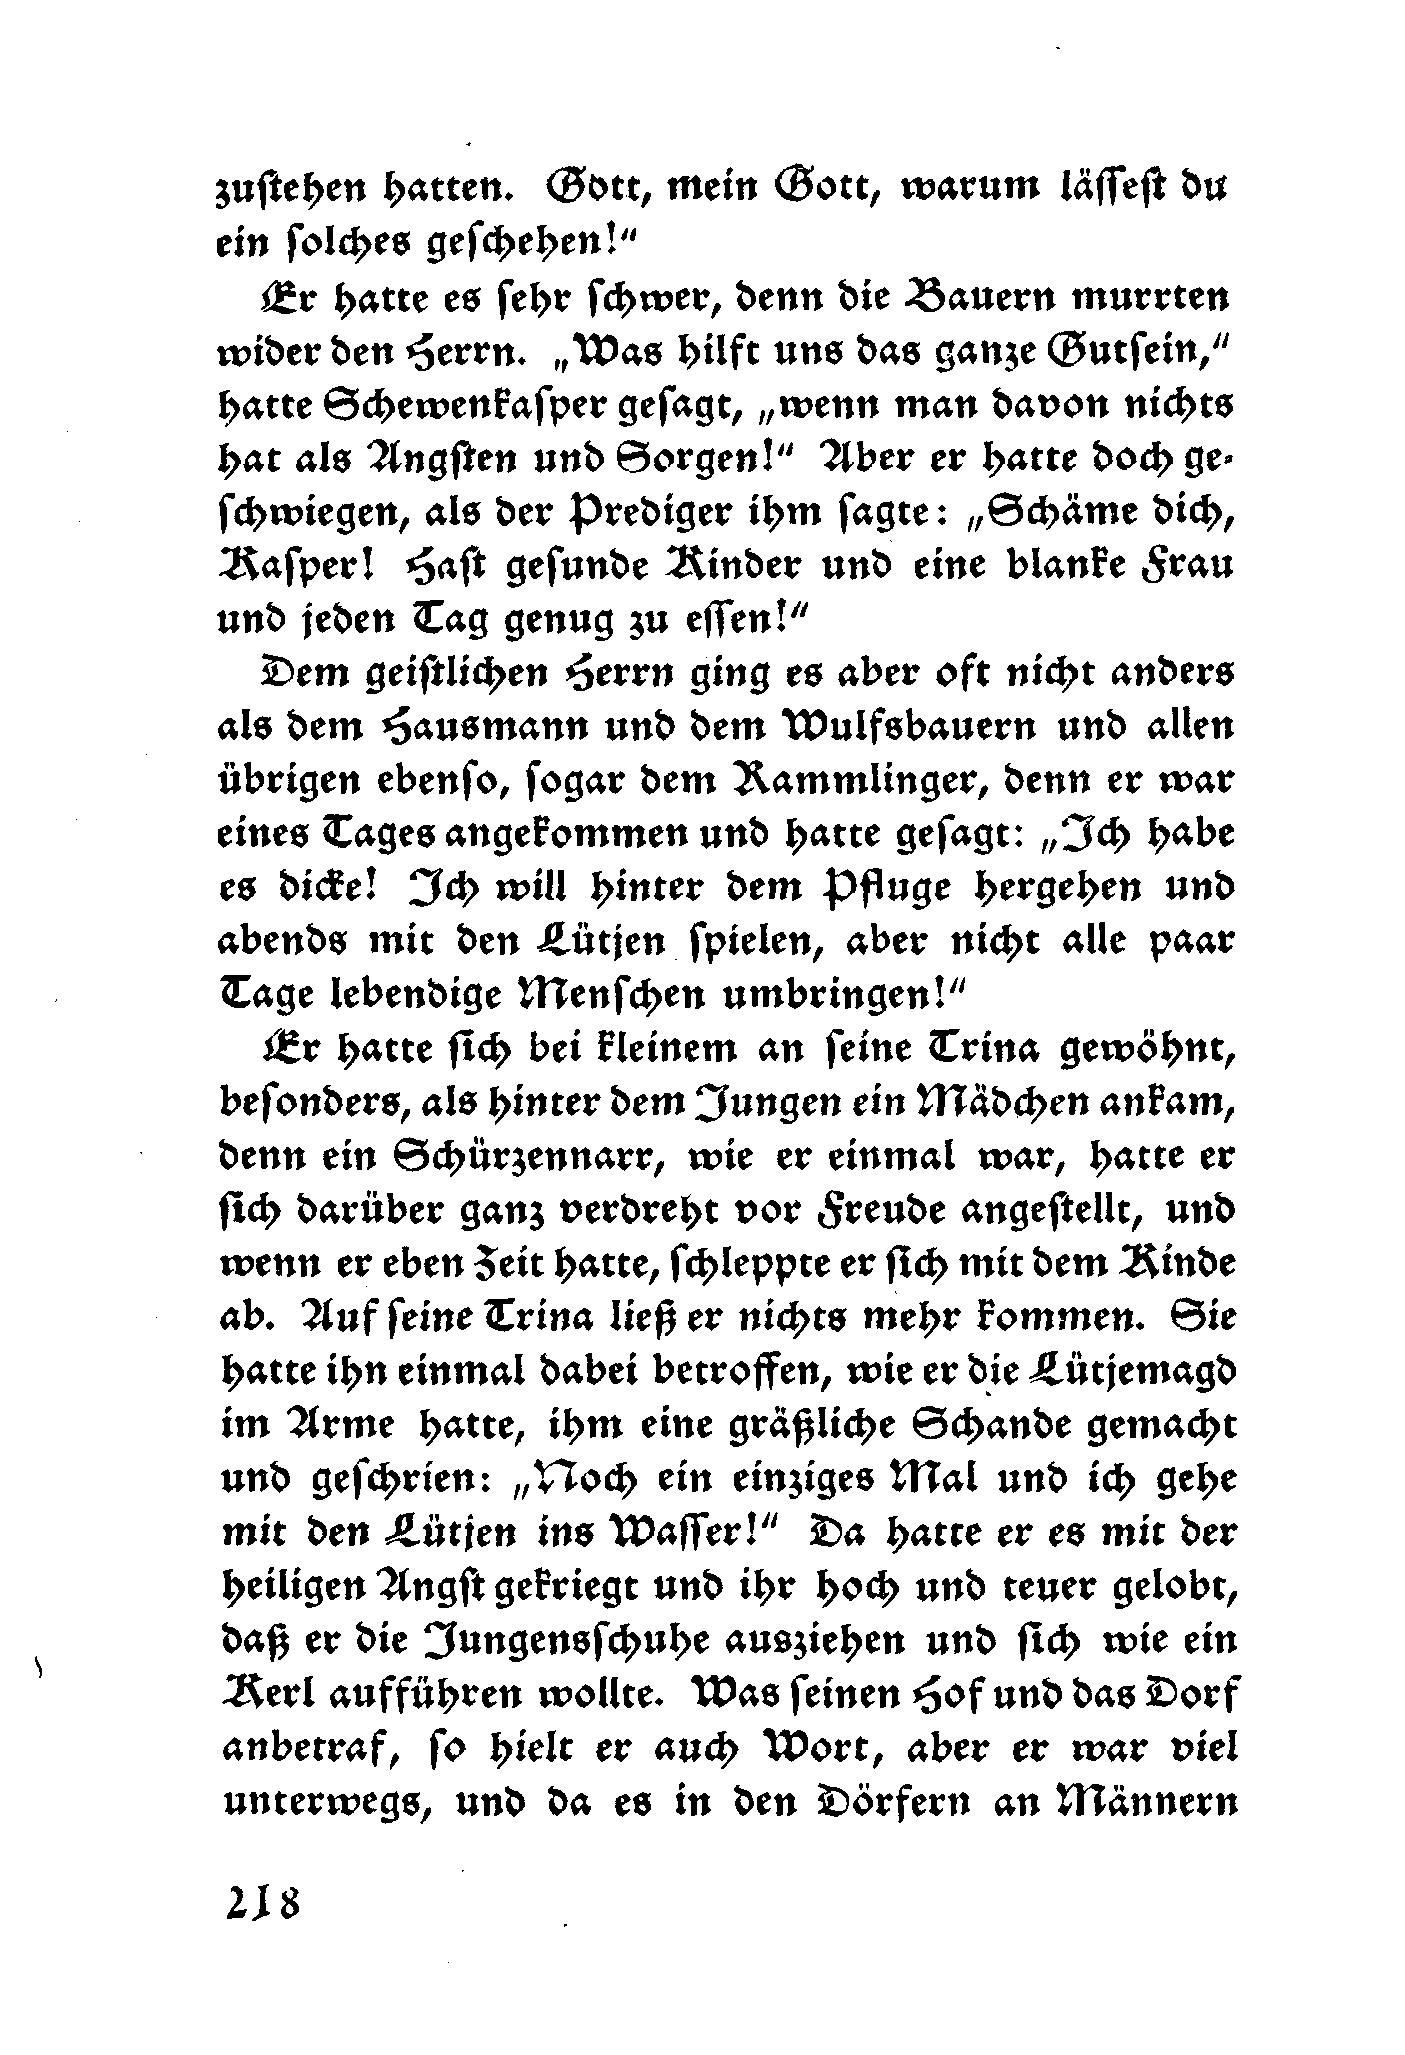 zustehen hatten. Gott, mein Gott, warum lässest du
ein solches geschehen!“
Er hatte es sehr schwer, denn die Bauern murrten
wider den Herrn. „Was hilft uns das ganze Gutsein,“
hatte Schewenkasper gesagt, „wenn man davon nichts
hat als Angsten und Sorgen!“ Aber er hatte doch ge-
schwiegen, als der Prediger ihm sagte: „Schäme dich,
Kasper! Hast gesunde Kinder und eine blanke Frau
und jeden Tag genug zu essen!“
Dem geistlichen Herrn ging es aber oft nicht anders
als dem Hausmann und dem Wulfsbauern und allen
übrigen ebenso, sogar dem Rammlinger, denn er war
eines Tages angekommen und hatte gesagt: „Ich habe
es dicke! Ich will hinter dem Pfluge hergehen und
abends mit den Lütjen spielen, aber nicht alle paar
Tage lebendige Menschen umbringen!“
Er hatte sich bei kleinem an seine Trina gewöhnt,
besonders, als hinter dem Jungen ein Mädchen ankam,
denn ein Schürzennarr, wie er einmal war, hatte er
sich darüber ganz verdreht vor Freude angestellt, und
wenn er eben Zeit hatte, schleppte er sich mit dem Kinde
ab. Auf seine Trina ließ er nichts mehr kommen. Sie
hatte ihn einmal dabei betroffen, wie er die Lütjemagd
im Arme hatte, ihm eine gräßliche Schande gemacht
und geschrien: „Noch ein einziges Mal und ich gehe
mit den Lütjen ins Wasser!“ Da hatte er es mit der
heiligen Angst gekriegt und ihr hoch und teuer gelobt,
daß er die Jungensschuhe ausziehen und sich wie ein
Kerl aufführen wollte. Was seinen Hof und das Dorf
anbetraf, so hielt er auch Wort, aber er war viel
unterwegs, und da es in den Dörfern an Männern
218